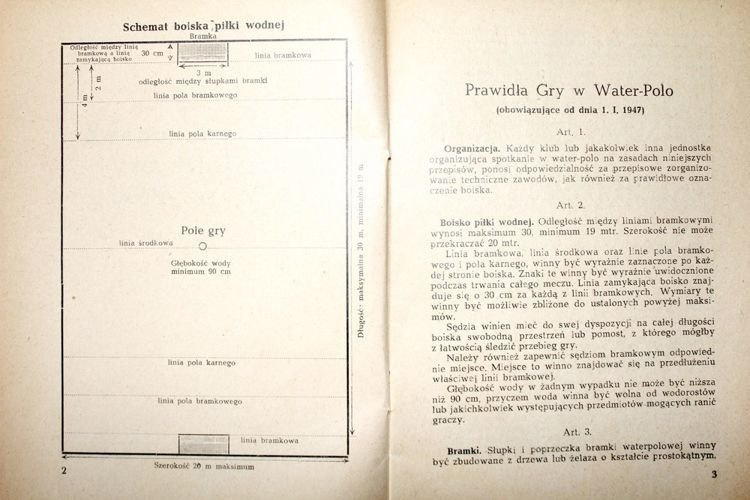 Schemat boiska piłki wodnej
Bramka
Odległość między linią
bramkową a linią
zamykającą boisko
30 cm
linia bramkowa
3 m
odległość między słupkami bramki
2 m
4 m
linia pola bramkowego
linia pola karnego
Pole gry
linia środkowa
Głębokość wody
minimum 90 cm
Długość: maksymalna 30 m, minimalna 19 m
linia pola karnego
linia pola bramkowego
linia bramkowa
Szerokość 20 m maksimum
2
Prawidła Gry w Water-Polo
(obowiązujące od dnia 1. I. 1947)
Art. 1.
Organizacja. Każdy klub lub jakakolwiek inna jednostka
organizująca spotkanie w water-polo na zasadach niniejszych
przepisów, ponosi odpowiedzialność za przepisowe zorganizo-
wanie techniczne zawodów, jak również za prawidłowe ozna-
czenie boiska.
Art. 2.
Boisko piłki wodnej. Odległość między liniami bramkowymi
wynosi maksimum 30, minimum 19 mtr. Szerokość nie może
przekraczać 20 mtr.
Linia bramkowa, linia środkowa oraz linie pola bramko-
wego i pola karnego, winny być wyraźnie zaznaczone po każ-
dej stronie boiska. Znaki te winny być wyraźnie uwidocznione
podczas trwania całego meczu. Linia zamykająca boisko znaj-
duje się o 30 cm za każdą z linii bramkowych. Wymiary te
winny być możliwie zbliżone do ustalonych powyżej maksi-
mów.
Sędzia winien mieć do swej dyspozycji na całej długości
boiska swobodną przestrzeń lub pomost, z którego mógłby
z łatwością śledzić przebieg gry.
Należy również zapewnić sędziom bramkowym odpowied-
nie miejsce. Miejsce to winno znajdować się na przedłużeniu
właściwej linii bramkowej.
Głębokość wody w żadnym wypadku nie może być niższa
niż 90 cm, przyczem woda winna być wolna od wodorostów
lub jakichkolwiek występujących przedmiotów mogących ranić
graczy.
Art. 3.
Bramki. Słupki i poprzeczka bramki waterpolowej winny
być zbudowane z drzewa lub żelaza o kształcie prostokątnym,
3